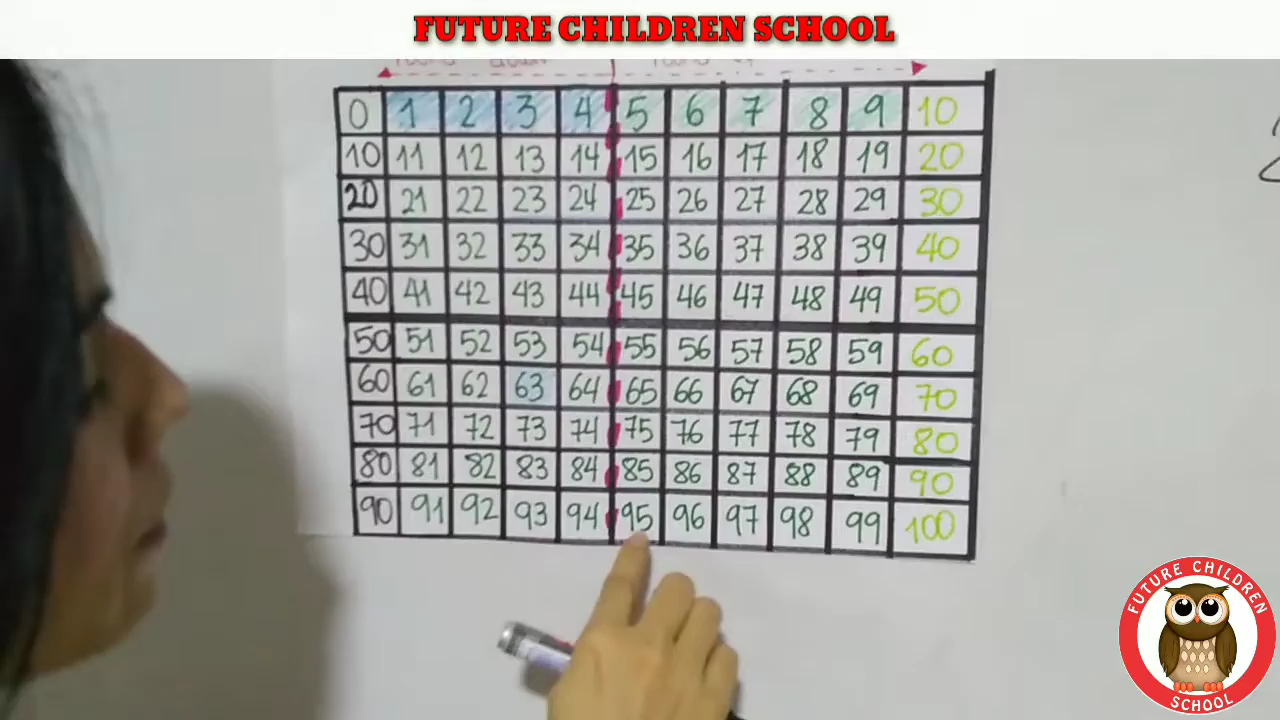 FUTURE CHILDREN SCHOOL
0 1 2 3 4 5 6 7 8 9 10
10 11 12 13 14 15 16 17 18 19 20
20 21 22 23 24 25 26 27 28 29 30
30 31 32 33 34 35 36 37 38 39 40
40 41 42 43 44 45 46 47 48 49 50
50 51 52 53 54 55 56 57 58 59 60
60 61 62 63 64 65 66 67 68 69 70
70 71 72 73 74 75 76 77 78 79 80
80 81 82 83 84 85 86 87 88 89 90
90 91 92 93 94 95 96 97 98 99 100
FUTURE CHILDREN
SCHOOL